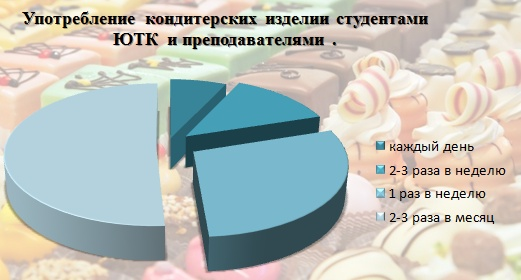 Употребление кондитерских изделии студентами
ЮТК и преподавателями .
каждый день
2-3 раза в неделю
1 раз в неделю
2-3 раза в месяц